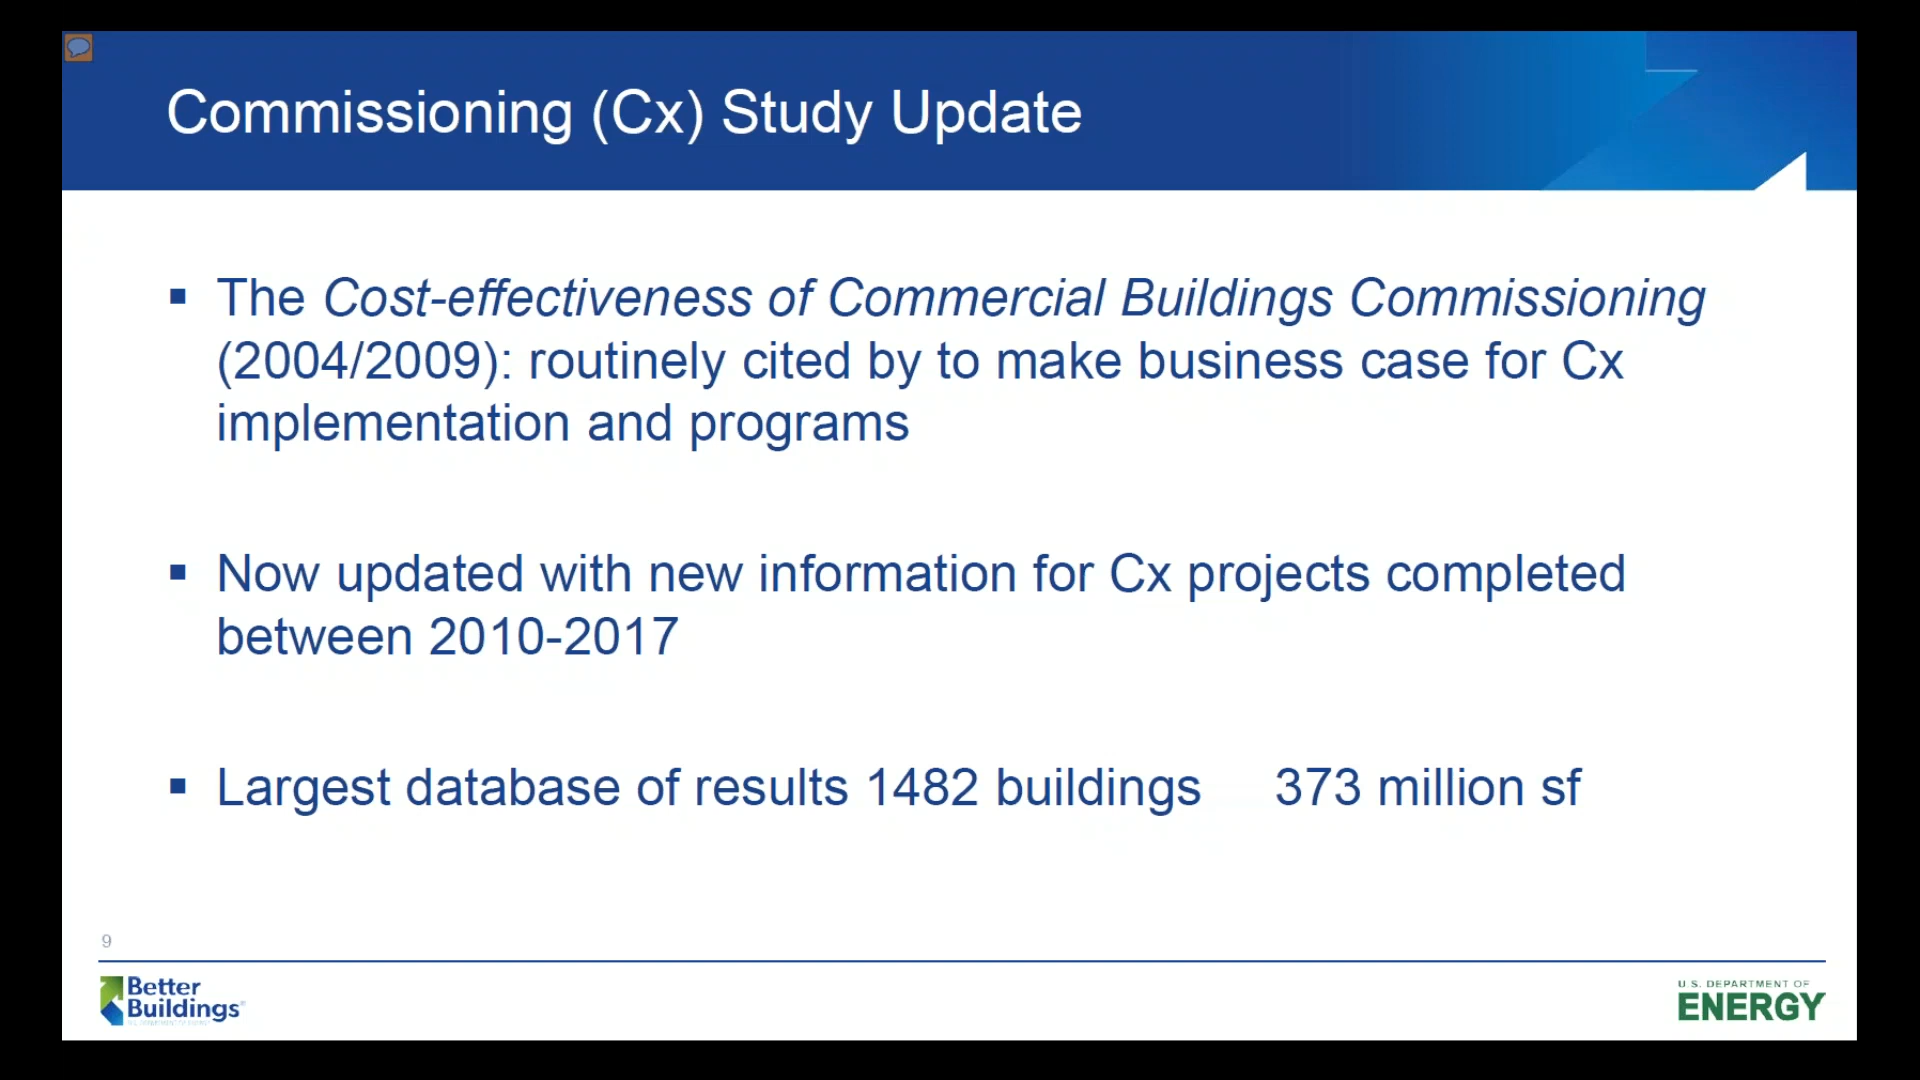 Commissioning (Cx) Study Update
▪ The Cost-effectiveness of Commercial Buildings Commissioning
(2004/2009): routinely cited by to make business case for Cx
implementation and programs
▪ Now updated with new information for Cx projects completed
between 2010-2017
▪ Largest database of results 1482 buildings 373 million sf
9
Better
Buildings®
U.S. DEPARTMENT OF
ENERGY